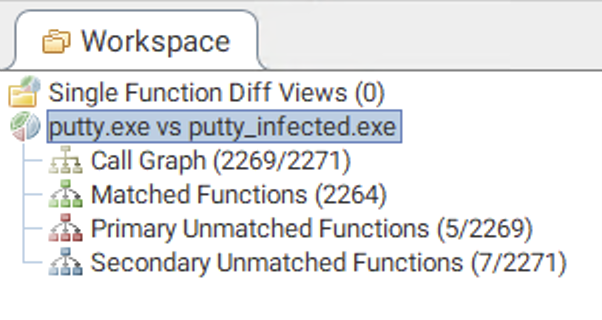 Workspace
Single Function Diff Views (0)
putty.exe vs putty_infected.exe
Call Graph (2269/2271)
Matched Functions (2264)
Primary Unmatched Functions (5/2269)
Secondary Unmatched Functions (7/2271)